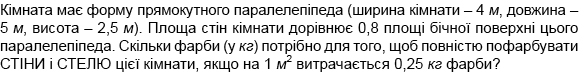 Кімната має форму прямокутного паралелепіпеда (ширина кімнати – 4 м, довжина –
5 м, висота – 2,5 м). Площа стін кімнати дорівнює 0,8 площі бічної поверхні цього
паралелепіпеда. Скільки фарби (у кг) потрібно для того, щоб повністю пофарбувати
СТІНИ і СТЕЛЮ цієї кімнати, якщо на 1 м² витрачається 0,25 кг фарби?